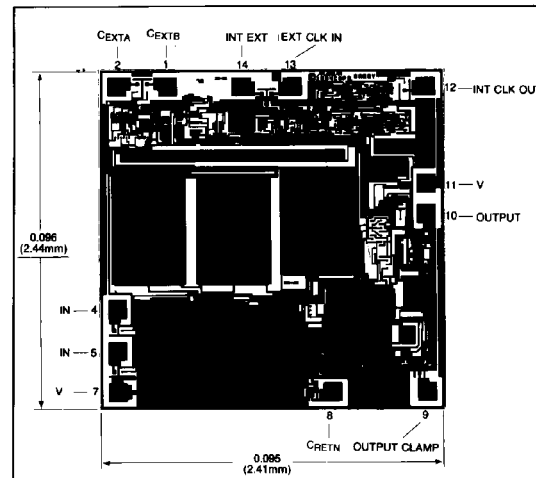 CEXTA CEXTB INT EXT EXT CLK IN
2 1 14 13
12 INT CLK OUT
11 V
10 OUTPUT
0.096
(2.44mm)
IN 4
IN 5
V 7
8 9
CRETN OUTPUT CLAMP
0.095
(2.41mm)